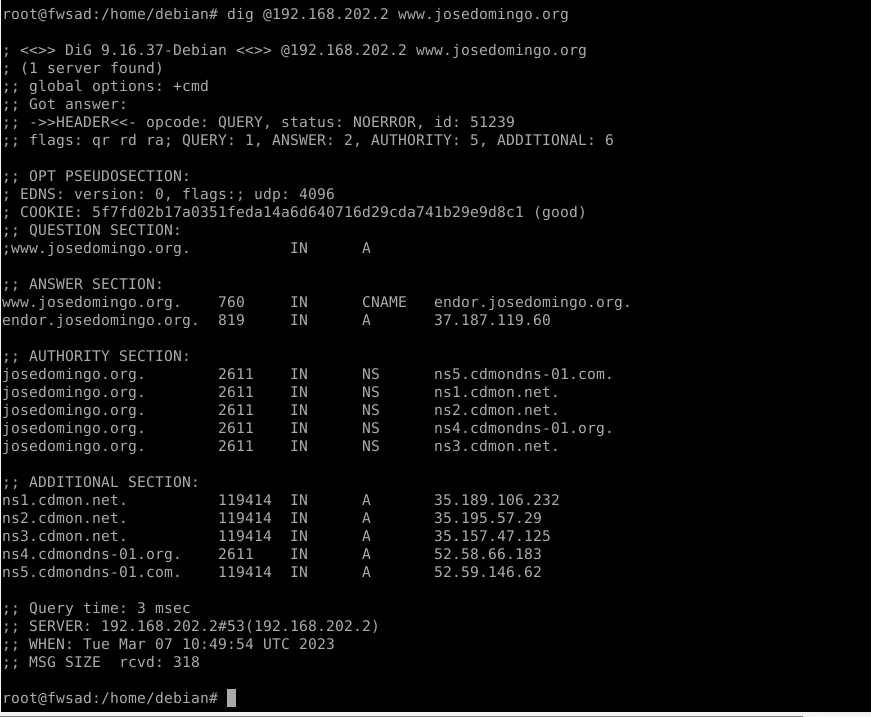 root@fwsad:/home/debian# dig @192.168.202.2 www.josedomingo.org

; <<>> DiG 9.16.37-Debian <<>> @192.168.202.2 www.josedomingo.org
; (1 server found)
;; global options: +cmd
;; Got answer:
;; ->>HEADER<<- opcode: QUERY, status: NOERROR, id: 51239
;; flags: qr rd ra; QUERY: 1, ANSWER: 2, AUTHORITY: 5, ADDITIONAL: 6

;; OPT PSEUDOSECTION:
; EDNS: version: 0, flags:; udp: 4096
; COOKIE: 5f7fd02b17a0351feda14a6d640716d29cda741b29e9d8c1 (good)
;; QUESTION SECTION:
;www.josedomingo.org.           IN      A

;; ANSWER SECTION:
www.josedomingo.org.    760     IN      CNAME   endor.josedomingo.org.
endor.josedomingo.org.  819     IN      A       37.187.119.60

;; AUTHORITY SECTION:
josedomingo.org.        2611    IN      NS      ns5.cdmondns-01.com.
josedomingo.org.        2611    IN      NS      ns1.cdmon.net.
josedomingo.org.        2611    IN      NS      ns2.cdmon.net.
josedomingo.org.        2611    IN      NS      ns4.cdmondns-01.org.
josedomingo.org.        2611    IN      NS      ns3.cdmon.net.

;; ADDITIONAL SECTION:
ns1.cdmon.net.          119414  IN      A       35.189.106.232
ns2.cdmon.net.          119414  IN      A       35.195.57.29
ns3.cdmon.net.          119414  IN      A       35.157.47.125
ns4.cdmondns-01.org.    2611    IN      A       52.58.66.183
ns5.cdmondns-01.com.    119414  IN      A       52.59.146.62

;; Query time: 3 msec
;; SERVER: 192.168.202.2#53(192.168.202.2)
;; WHEN: Tue Mar 07 10:49:54 UTC 2023
;; MSG SIZE  rcvd: 318

root@fwsad:/home/debian#